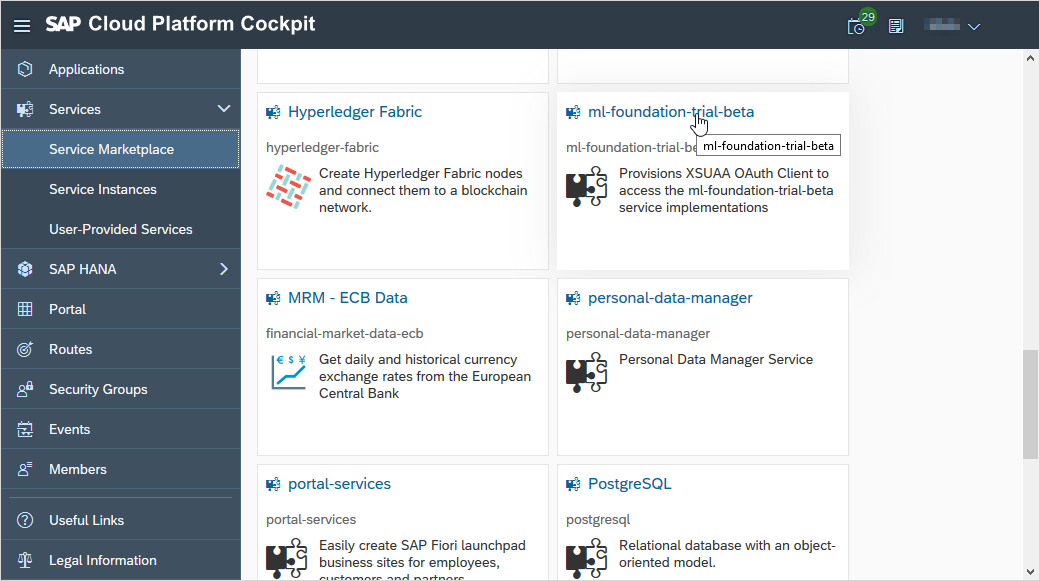 SAP Cloud Platform Cockpit
29
Applications
Services
Service Marketplace
Service Instances
User-Provided Services
SAP HANA
Portal
Routes
Security Groups
Events
Members
Useful Links
Legal Information
Hyperledger Fabric
hyperledger-fabric
Create Hyperledger Fabric nodes
and connect them to a blockchain
network.
ml-foundation-trial-beta
ml-foundation-trial-be
ml-foundation-trial-beta
Provisions XSUAA OAuth Client to
access the ml-foundation-trial-beta
service implementations
MRM - ECB Data
financial-market-data-ecb
€ $ ¥
Get daily and historical currency
exchange rates from the European
Central Bank
personal-data-manager
personal-data-manager
Personal Data Manager Service
portal-services
portal-services
Easily create SAP Fiori launchpad
business sites for employees,
customers and partners.
PostgreSQL
postgresql
Relational database with an object-
oriented model.